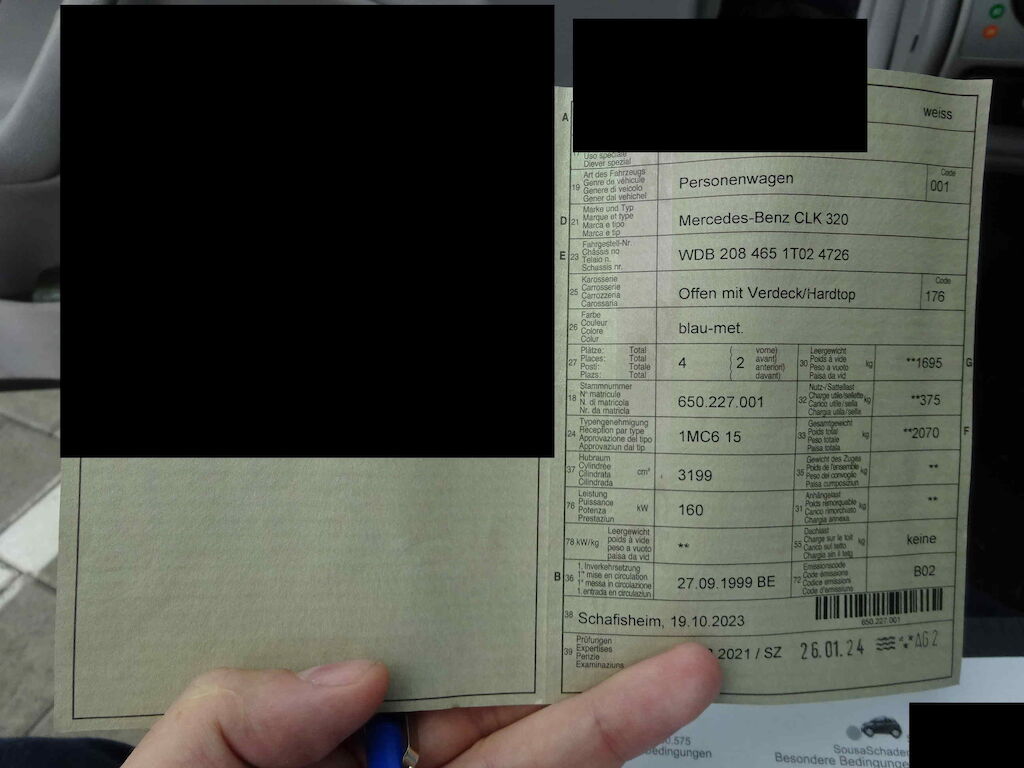 A
weiss
17
Uso speciale
Diever spezial
19 Art des Fahrzeugs
Genre de véhicule
Genere di veicolo
Gener dal vehichel
Personenwagen
Code
001
D 21 Marke und Typ
Marque et type
Marca e tipo
Marca e tip
Mercedes-Benz CLK 320
E 23 Fahrgestell-Nr
Châssis no
Telaio n.
Schassis nr.
WDB 208 465 1T02 4726
25 Karosserie
Carrosserie
Carrozzeria
Carossaria
Offen mit Verdeck/Hardtop
Code
176
26 Farbe
Couleur
Colore
Colur
blau-met.
27 Plätze: Total
Places: Total
Posti: Totale
Plazs: Total
4 ( 2 vorne)
avant)
anteriori)
davant)
30 Leergewicht
Poids à vide
Peso a vuoto
Paisa da vid
kg
**1695 G
18 Stammnummer
N° matricule
N. di matricola
Nr. da matricla
650.227.001
32 Nutz-/Sattellast
Charge utile/sellette
Carico utile/sella
Chargia utila/sella
kg
**375
24 Typengenehmigung
Réception par type
Approvazione del tipo
Approvaziun dal tip
1MC6 15
33 Gesamtgewicht
Poids total
Peso totale
Paisa totala
kg
**2070 F
37 Hubraum
Cylindrée
Cilindrata
Cilindrada
cm³
3199
35 Gewicht des Zuges
Poids de l'ensemble
Peso del convoglio
Paisa cumposiziun
kg
**
76 Leistung
Puissance
Potenza
Prestaziun
kW
160
31 Anhängelast
Poids remorquable
Carico rimorchiato
Chargia annexa
kg
**
78 kW/kg Leergewicht
poids à vide
peso a vuoto
paisa da vid
**
55 Dachlast
Charge sur le toit
Carico sul tetto
Chargia sin il tetg
kg
keine
B 36 1. Inverkehrsetzung
1re mise en circulation
1a messa in circolazione
1. entrada en circulaziun
27.09.1999 BE
72 Emissionscode
Code émissions
Codice emissioni
Code d'emissiuns
B02
38 Schafisheim, 19.10.2023
650.227.001
39 Prüfungen
Expertises
Perizie
Examinaziuns
2021 / SZ 26.01.24 AG 2
0.575
SousaSchaden
Besondere Bedingungen